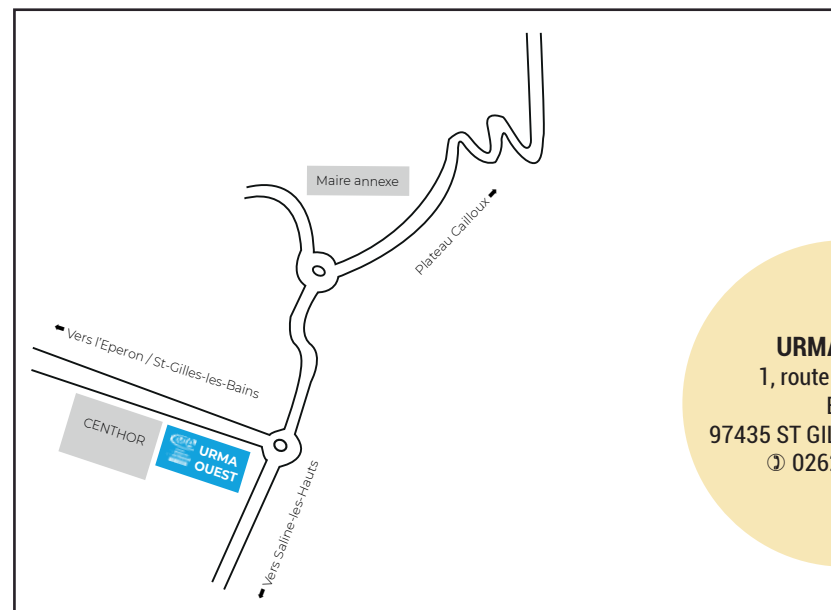 Maire annexe
Plateau Cailloux
Vers l'Eperon / St-Gilles-les-Bains
CENTHOR
URMA
OUEST
Vers Saline-les-Hauts
URMA
1, route
97435 ST GIL
✆ 026